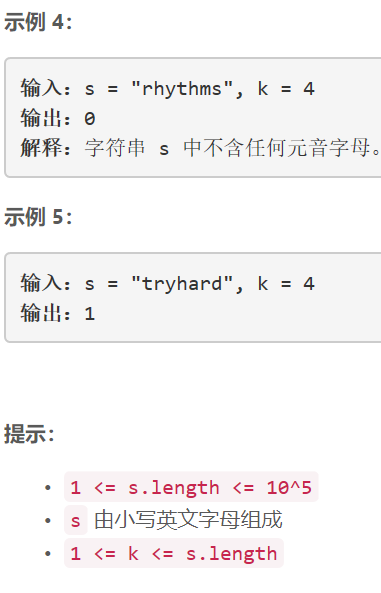 示例 4：
输入：s = "rhythms", k = 4
输出：0
解释：字符串 s 中不含任何元音字母。
示例 5：
输入：s = "tryhard", k = 4
输出：1
提示：
• 1 <= s.length <= 10^5
• s 由小写英文字母组成
• 1 <= k <= s.length